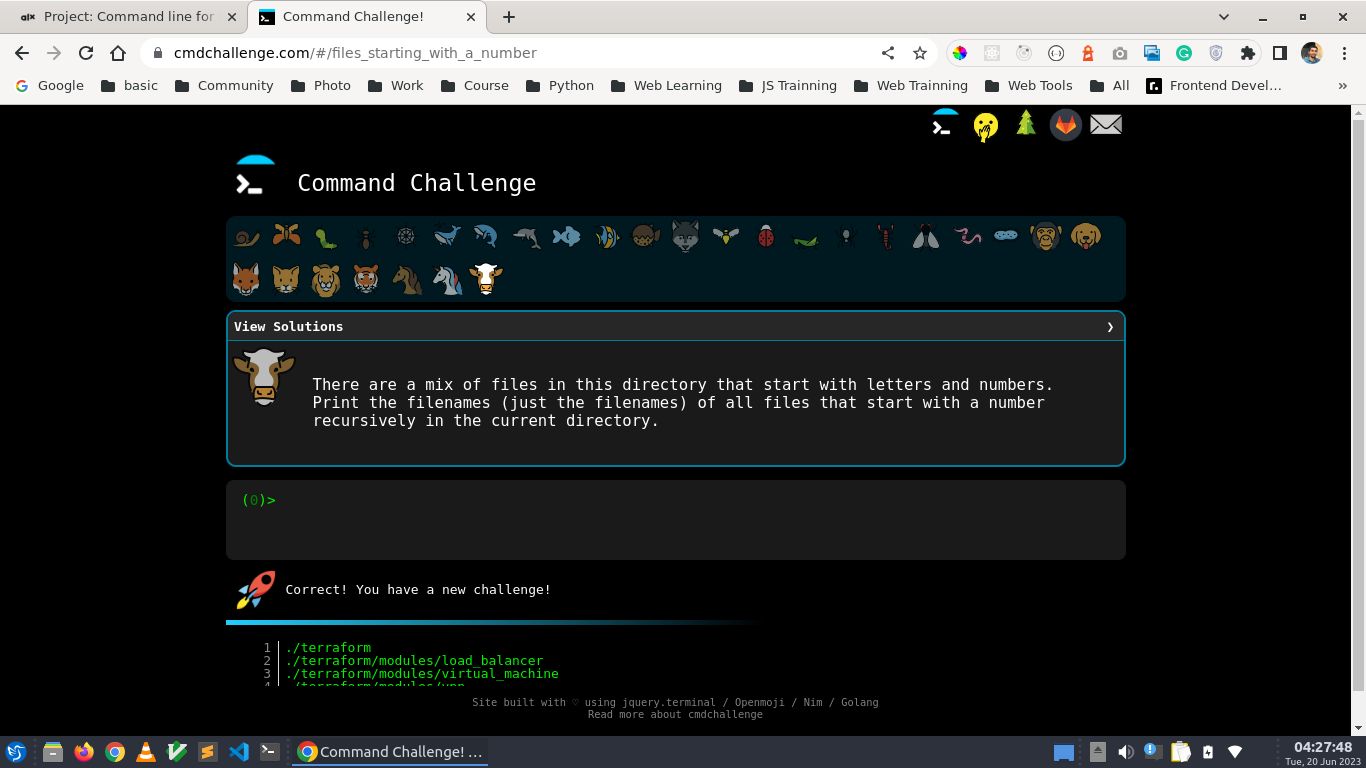 Project: Command line for
Command Challenge!
cmdchallenge.com/#/files_starting_with_a_number
Google basic Community Photo Work Course Python Web Learning JS Trainning Web Trainning Web Tools All Frontend Devel…
Command Challenge
View Solutions
There are a mix of files in this directory that start with letters and numbers.
Print the filenames (just the filenames) of all files that start with a number
recursively in the current directory.
(0)>
Correct! You have a new challenge!
1 ./terraform
2 ./terraform/modules/load_balancer
3 ./terraform/modules/virtual_machine
Site built with ♡ using jquery.terminal / Openmoji / Nim / Golang
Read more about cmdchallenge
Command Challenge! ...
04:27:48
Tue, 20 Jun 2023